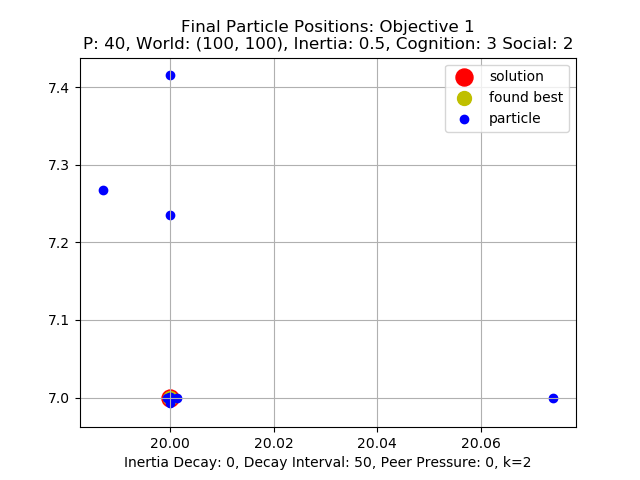 Final Particle Positions: Objective 1
P: 40, World: (100, 100), Inertia: 0.5, Cognition: 3 Social: 2
solution
found best
particle
7.4
7.3
7.2
7.1
7.0
20.00 20.02 20.04 20.06
Inertia Decay: 0, Decay Interval: 50, Peer Pressure: 0, k=2